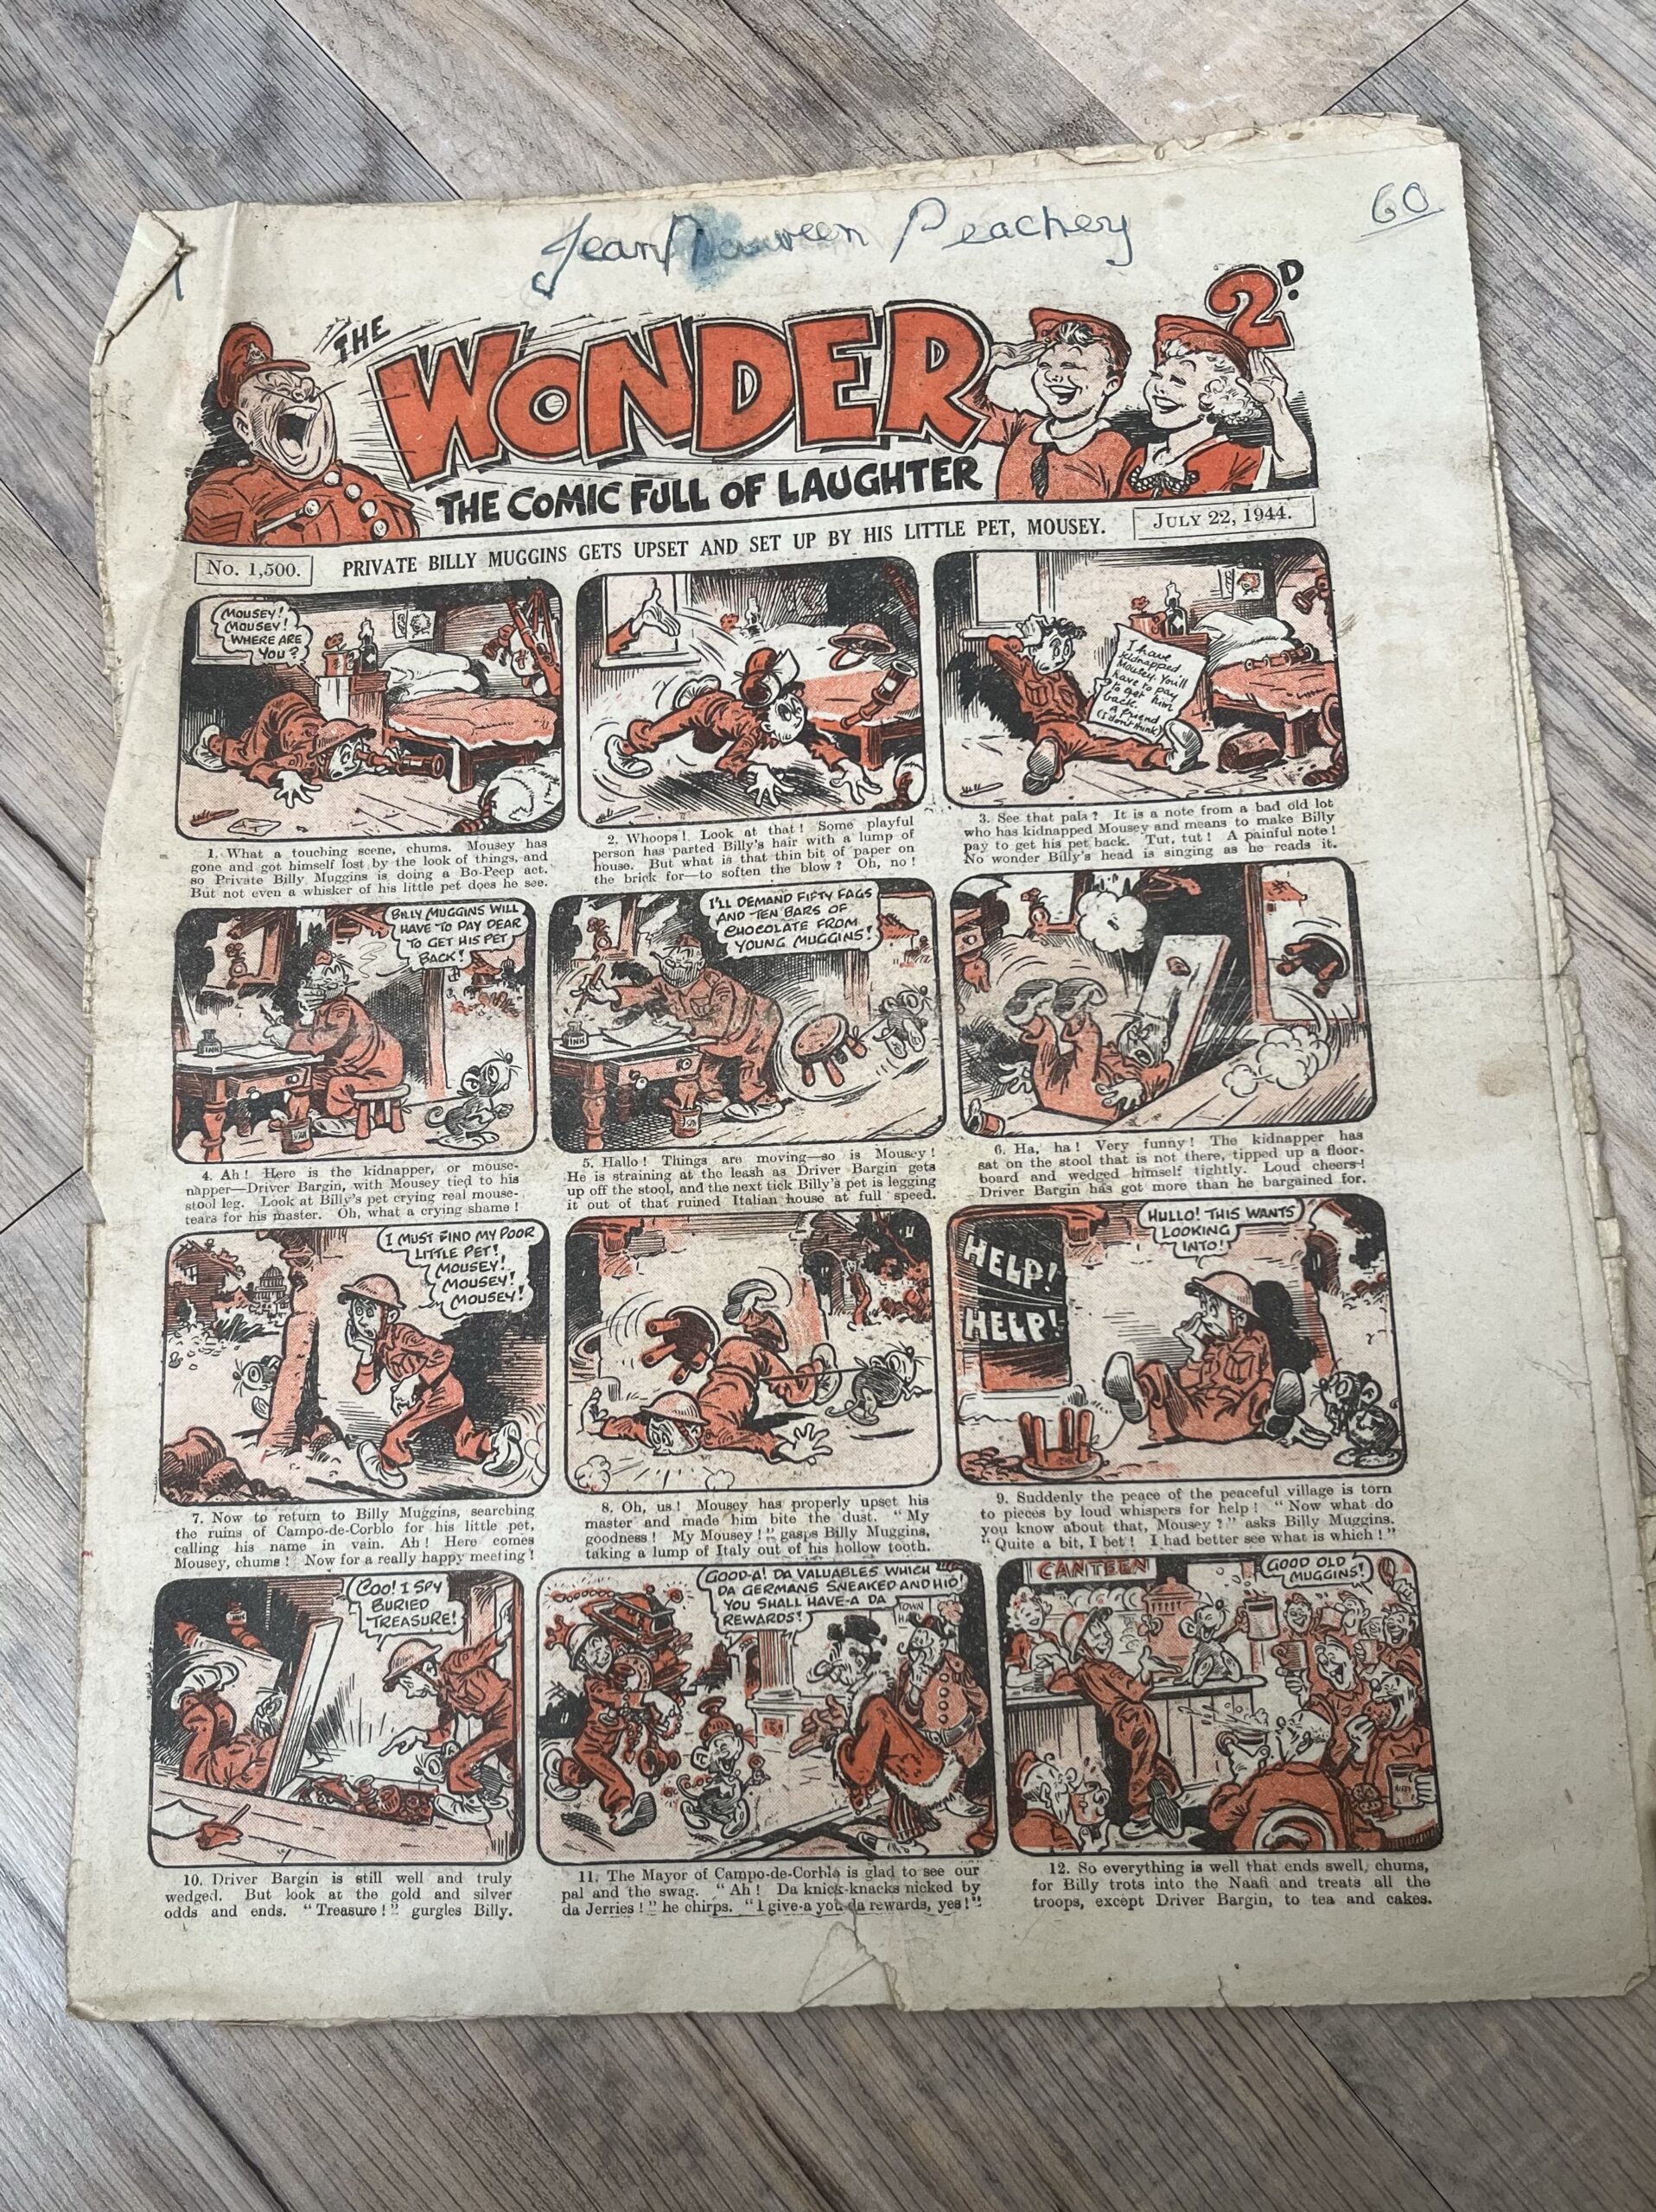 Jean Peachey
60
THE
WONDER
2D.
THE COMIC FULL OF LAUGHTER
No. 1,500.
PRIVATE BILLY MUGGINS GETS UPSET AND SET UP BY HIS LITTLE PET, MOUSEY.
JULY 22, 1944.
MOUSEY!
MOUSEY!
WHERE ARE
YOU?
I have
kidnapped
Mousey. You'll
have to pay
to get him
back.
A friend
(I don't think)
1. What a touching scene, chums. Mousey has
gone and got himself lost by the look of things, and
so Private Billy Muggins is doing a Bo-Peep act.
But not even a whisker of his little pet does he see.
2. Whoops! Look at that! Some playful
person has parted Billy's hair with a lump of
house. But what is that thin bit of paper on
the brick for—to soften the blow? Oh, no!
3. See that pals? It is a note from a bad old lot
who has kidnapped Mousey and means to make Billy
pay to get his pet back. Tut, tut! A painful note!
No wonder Billy's head is singing as he reads it.
BILLY MUGGINS WILL
HAVE TO PAY DEAR
TO GET HIS PET
BACK!
INK
I'LL DEMAND FIFTY FAGS
AND TEN BARS OF
CHOCOLATE FROM
YOUNG MUGGINS!
INK
4. Ah! Here is the kidnapper, or mouse-
napper—Driver Bargin, with Mousey tied to his
stool leg. Look at Billy's pet crying real mouse-
tears for his master. Oh, what a crying shame!
5. Hallo! Things are moving—so is Mousey!
He is straining at the leash as Driver Bargin gets
up off the stool, and the next tick Billy's pet is legging
it out of that ruined Italian house at full speed.
6. Ha, ha! Very funny! The kidnapper has
sat on the stool that is not there, tipped up a floor-
board and wedged himself tightly. Loud cheers!
Driver Bargin has got more than he bargained for.
I MUST FIND MY POOR
LITTLE PET!
MOUSEY!
MOUSEY!
MOUSEY!
HELP!
HELP!
HULLO! THIS WANTS
LOOKING
INTO!
7. Now to return to Billy Muggins, searching
the ruins of Campo-de-Corblo for his little pet,
calling his name in vain. Ah! Here comes
Mousey, chums! Now for a really happy meeting!
8. Oh, us! Mousey has properly upset his
master and made him bite the dust. "My
goodness! My Mousey!" gasps Billy Muggins,
taking a lump of Italy out of his hollow tooth.
9. Suddenly the peace of the peaceful village is torn
to pieces by loud whispers for help! "Now what do
you know about that, Mousey?" asks Billy Muggins.
"Quite a bit, I bet! I had better see what is which!"
COO! I SPY
BURIED
TREASURE!
GOOD-A! DA VALUABLES WHICH
DA GERMANS SNEAKED AND HID!
YOU SHALL HAVE-A DA
REWARDS!
TOWN
CANTEEN
GOOD OLD
MUGGINS!
10. Driver Bargin is still well and truly
wedged. But look at the gold and silver
odds and ends. "Treasure!" gurgles Billy.
11. The Mayor of Campo-de-Corblo is glad to see our
pal and the swag. "Ah! Da knick-knacks nicked by
da Jerries!" he chirps. "I give-a you da rewards, yes!"
12. So everything is well that ends swell, chums,
for Billy trots into the Naafi and treats all the
troops, except Driver Bargin, to tea and cakes.